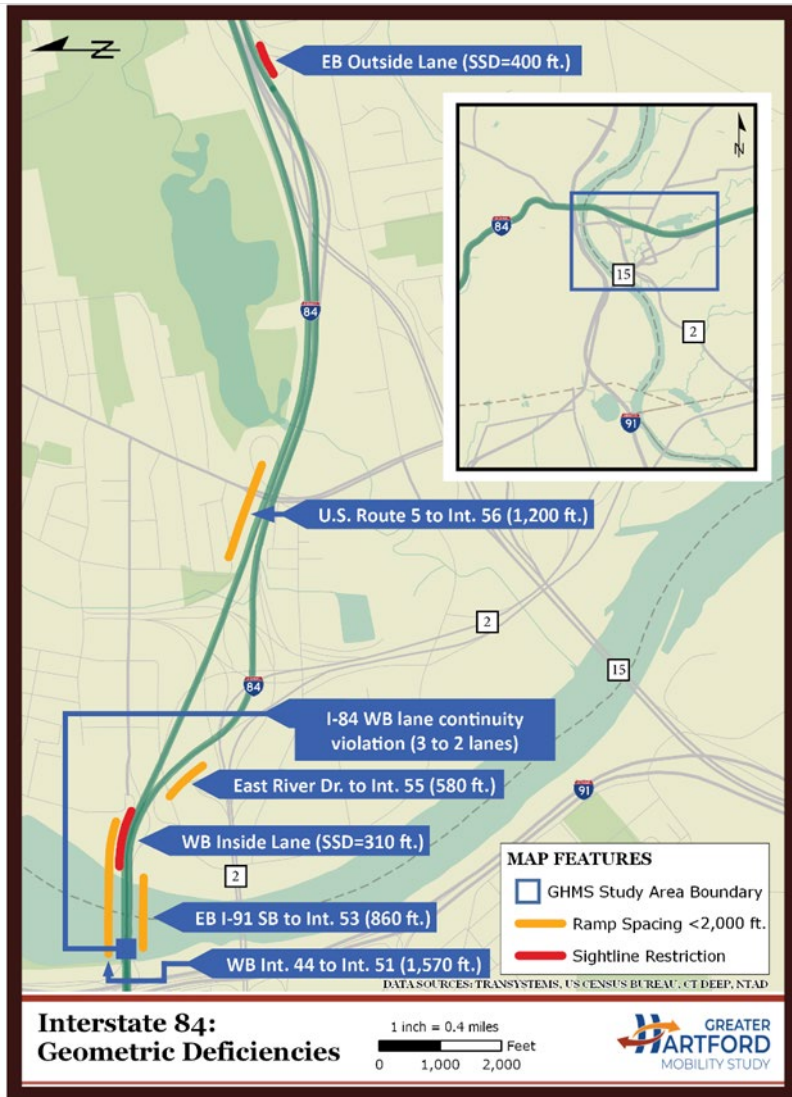 N
EB Outside Lane (SSD=400 ft.)
N
84
15
2
91
84
U.S. Route 5 to Int. 56 (1,200 ft.)
2
15
84
I-84 WB lane continuity
violation (3 to 2 lanes)
East River Dr. to Int. 55 (580 ft.)
91
WB Inside Lane (SSD=310 ft.)
2
EB I-91 SB to Int. 53 (860 ft.)
WB Int. 44 to Int. 51 (1,570 ft.)
MAP FEATURES
GHMS Study Area Boundary
Ramp Spacing <2,000 ft.
Sightline Restriction
DATA SOURCES: TRANSYSTEMS, US CENSUS BUREAU, CT DEEP, NTAD
Interstate 84:
Geometric Deficiencies
1 inch = 0.4 miles
Feet
0 1,000 2,000
GREATER
HARTFORD
MOBILITY STUDY